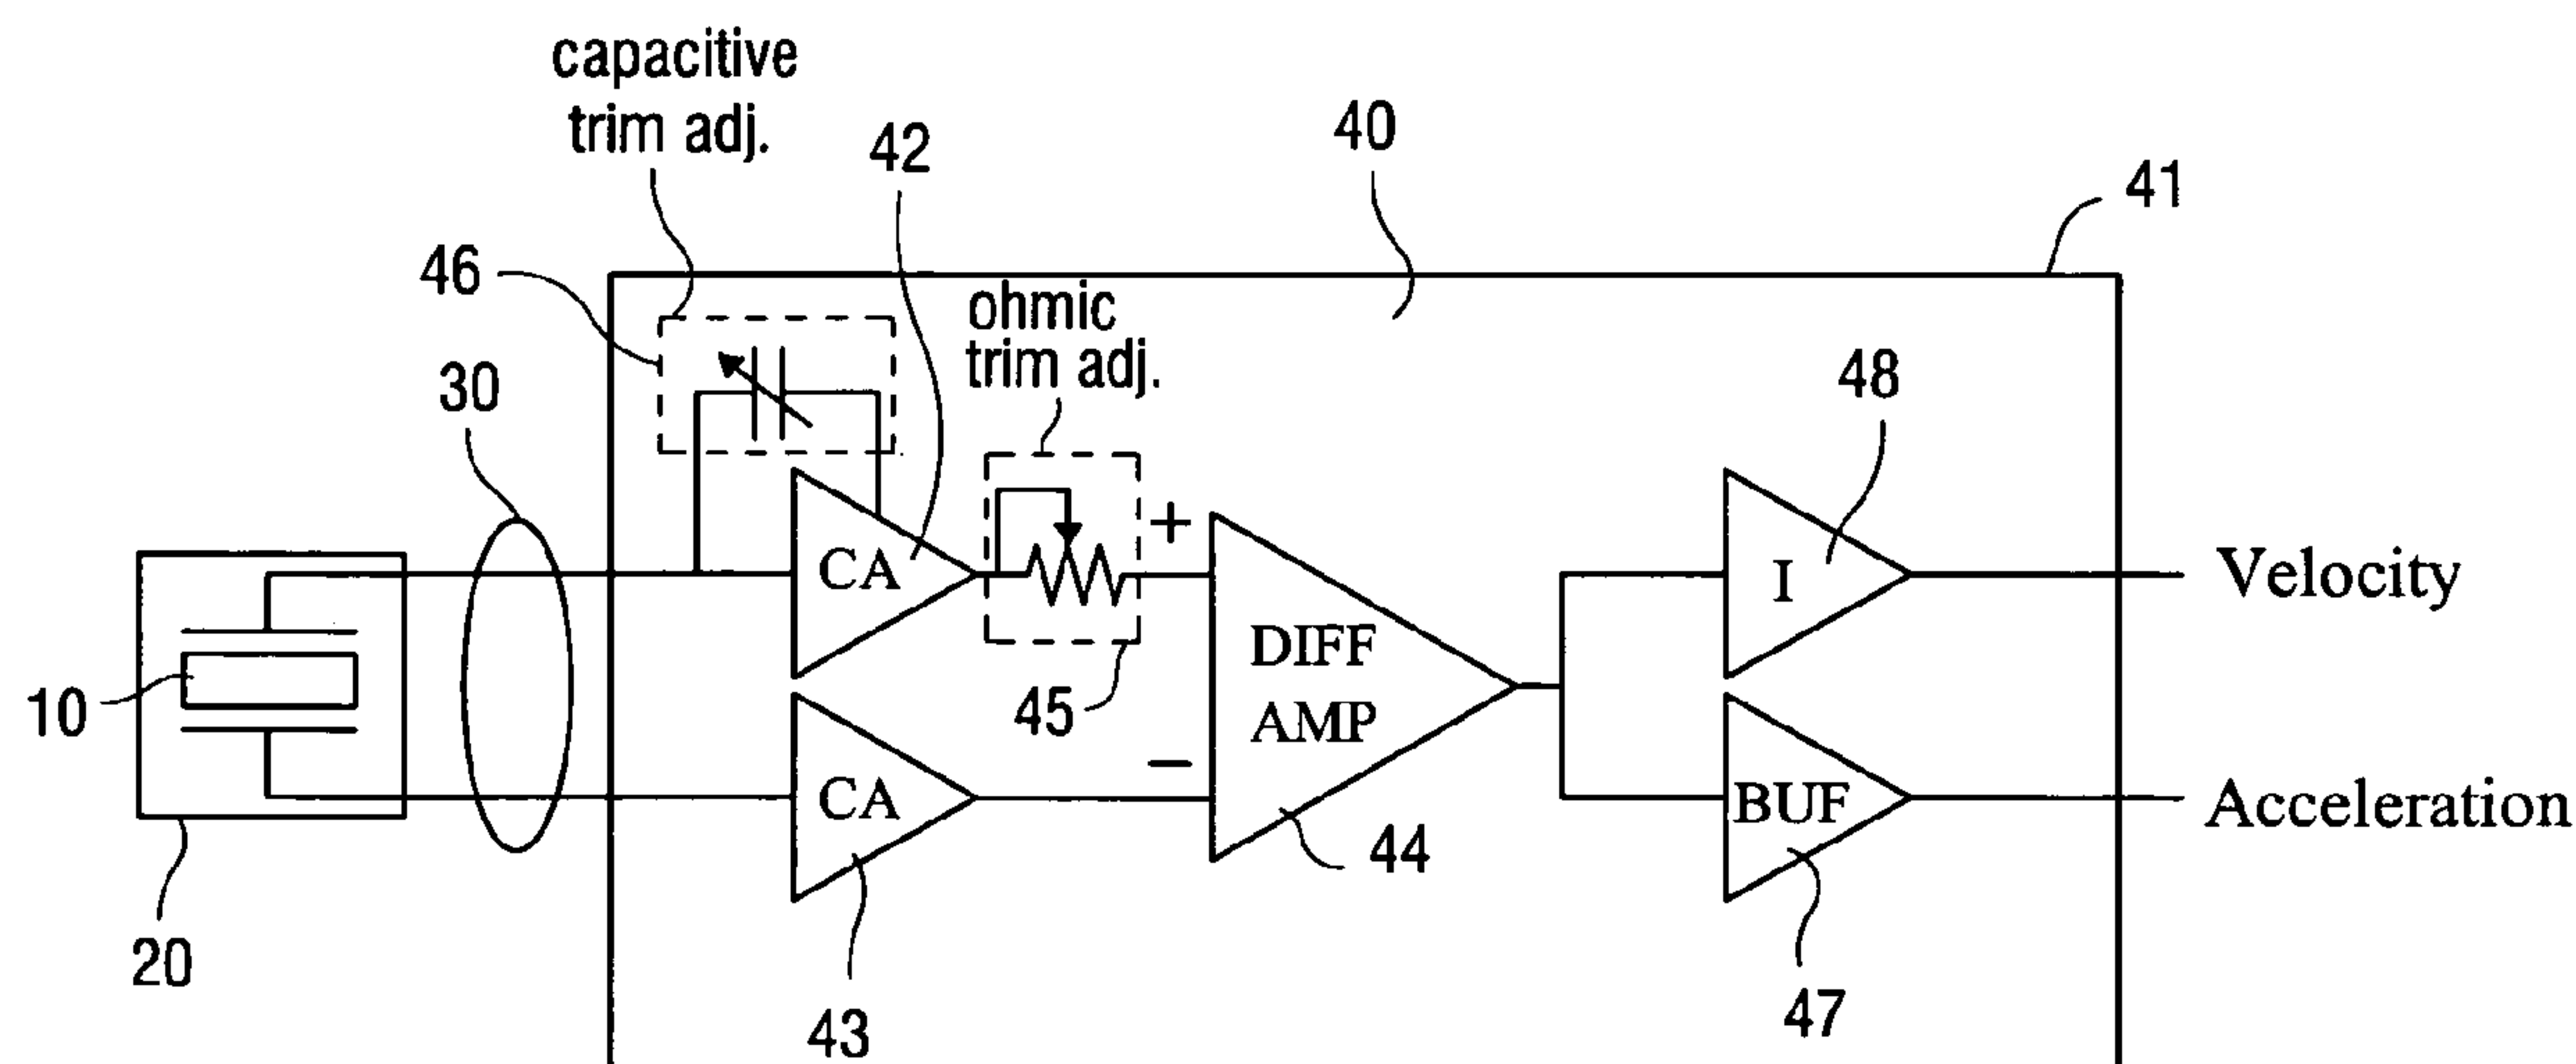 capacitive
trim adj.
42
40
41
46
ohmic
trim adj.
30
48
+
CA
I
Velocity
DIFF
AMP
10
45
−
CA
BUF
Acceleration
44
20
43
47